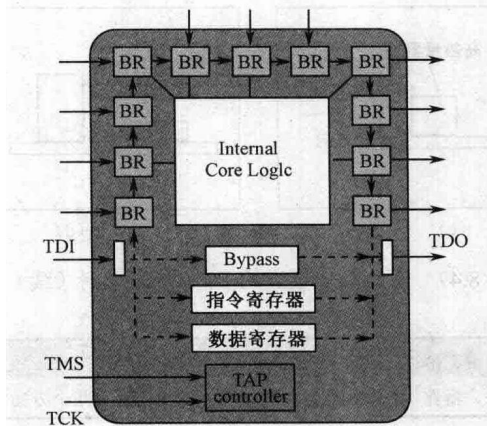 BR BR BR BR BR
BR BR
BR BR
BR BR
Internal
Core Logic
TDI
TDO
Bypass
指令寄存器
数据寄存器
TMS
TAP
controller
TCK